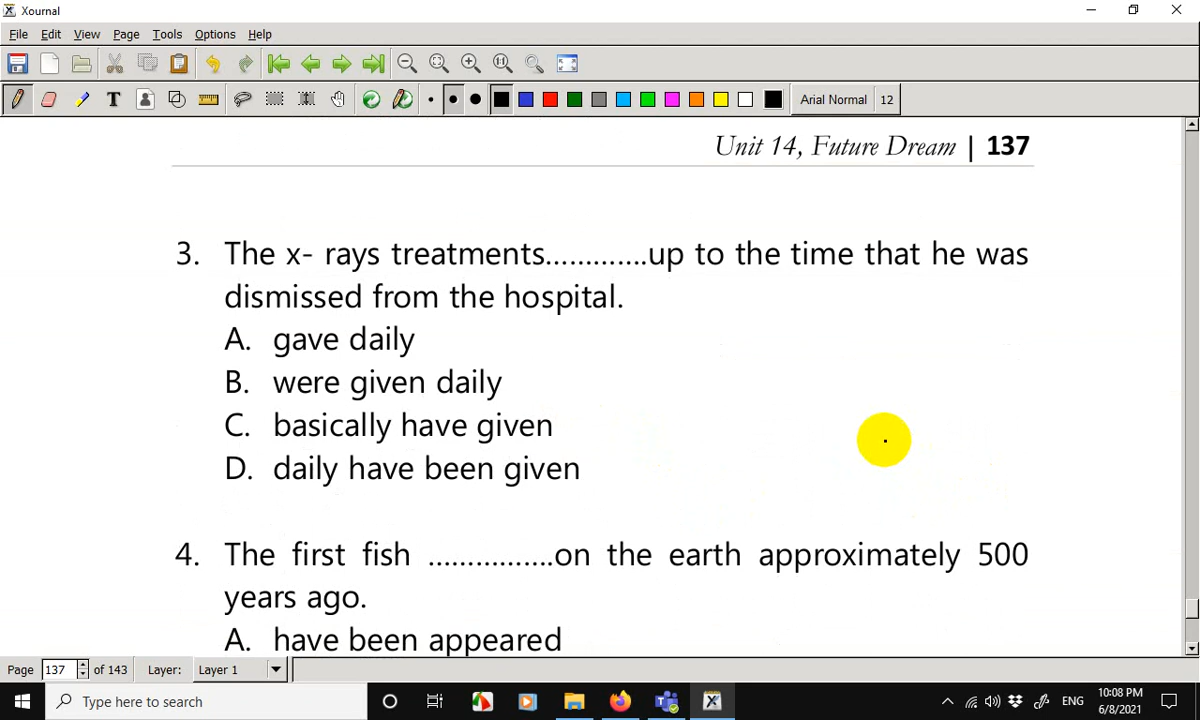 Xournal
File Edit View Page Tools Options Help
T Arial Normal 12
Unit 14, Future Dream | 137
3. The x- rays treatments.............up to the time that he was
dismissed from the hospital.
A. gave daily
B. were given daily
C. basically have given
D. daily have been given
4. The first fish ................on the earth approximately 500
years ago.
A. have been appeared
Page 137 of 143 Layer: Layer 1
Type here to search
ENG
10:08 PM
6/8/2021